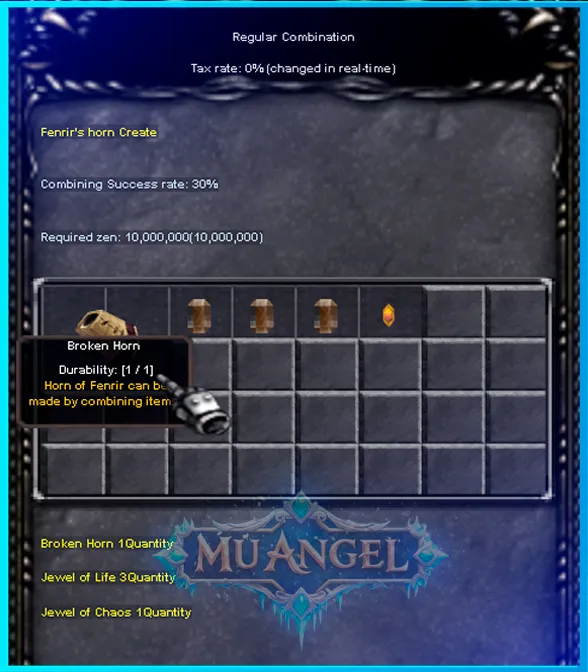 Regular Combination
Tax rate: 0% (changed in real-time)
Fenrir's horn Create
Combining Success rate: 30%
Required zen: 10,000,000(10,000,000)
Broken Horn
Durability: [1 / 1]
Horn of Fenrir can be
made by combining item
Broken Horn 1Quantity
Jewel of Life 3Quantity
Jewel of Chaos 1Quantity
MU ANGEL